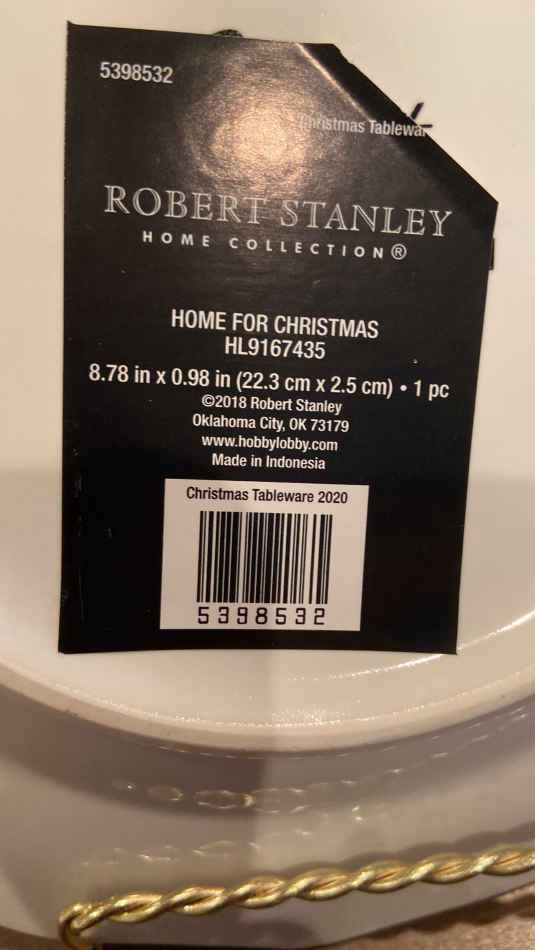 5398532
Christmas Tablewar
ROBERT STANLEY
HOME COLLECTION®
HOME FOR CHRISTMAS
HL9167435
8.78 in x 0.98 in (22.3 cm x 2.5 cm) • 1 pc
©2018 Robert Stanley
Oklahoma City, OK 73179
www.hobbylobby.com
Made in Indonesia
Christmas Tableware 2020
5398532